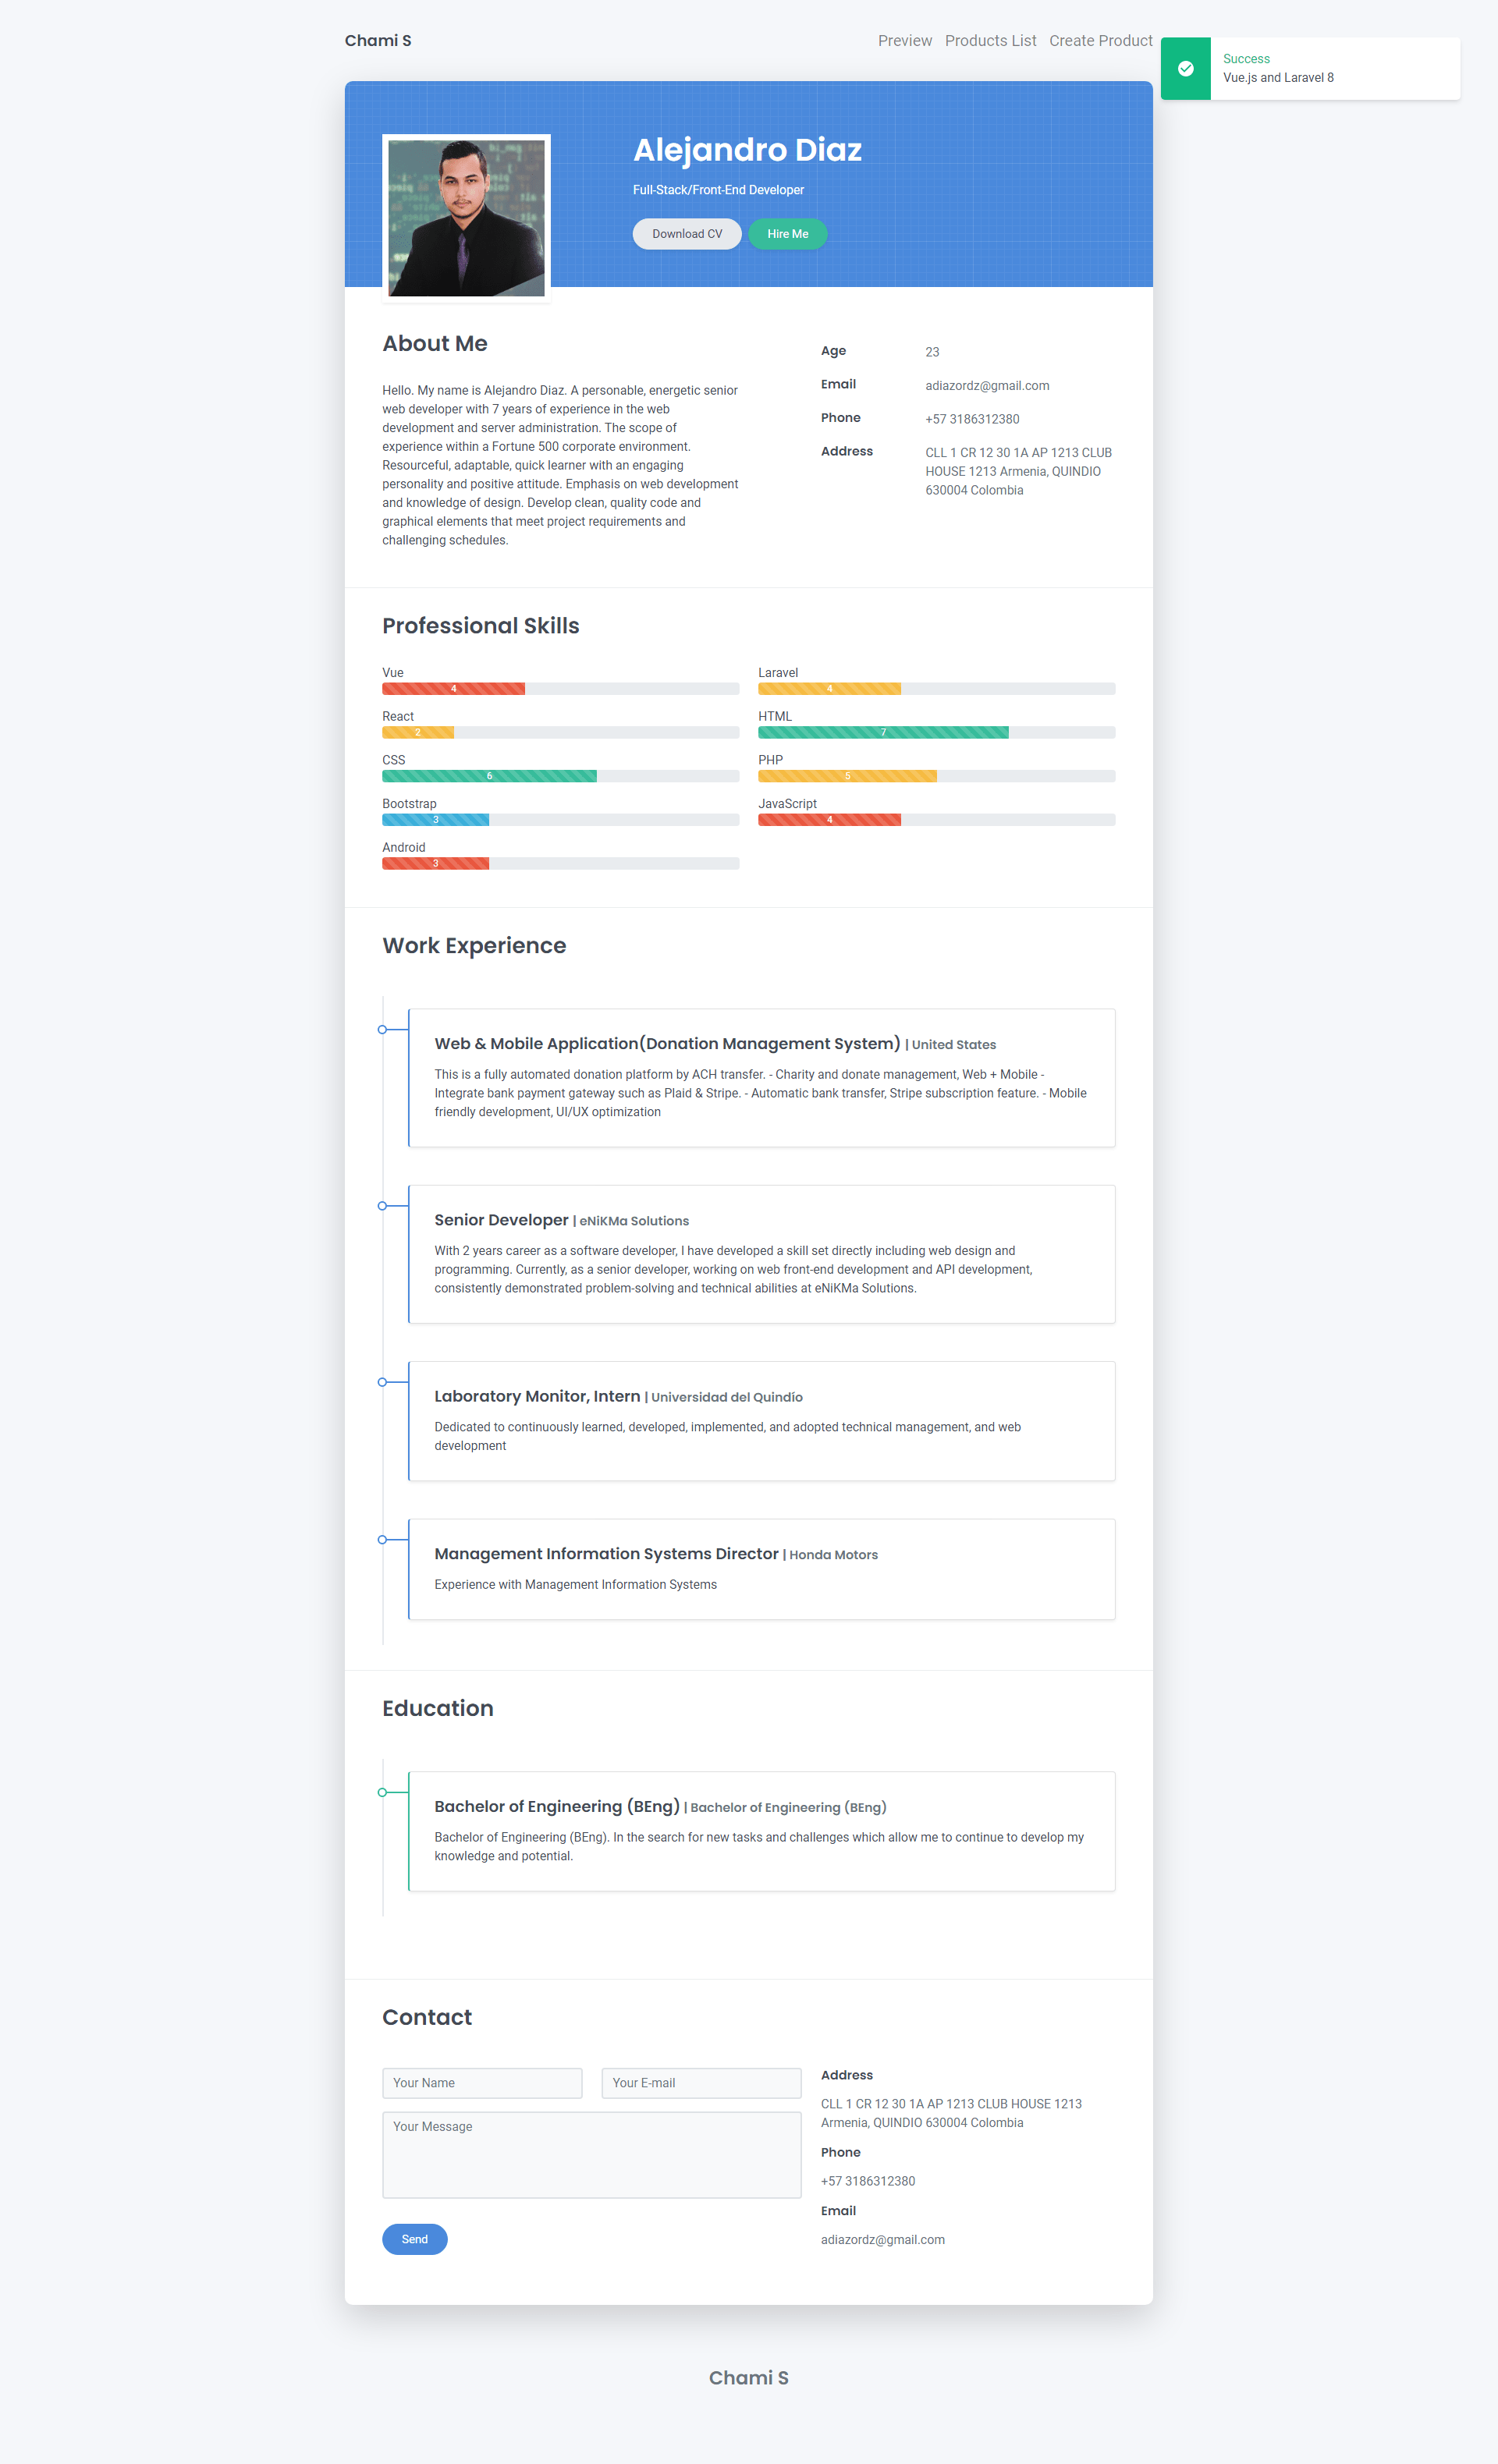 Chami S
Preview Products List Create Product
Success
Vue.js and Laravel 8
Alejandro Diaz
Full-Stack/Front-End Developer
Download CV Hire Me
About Me
Hello. My name is Alejandro Diaz. A personable, energetic senior
web developer with 7 years of experience in the web
development and server administration. The scope of
experience within a Fortune 500 corporate environment.
Resourceful, adaptable, quick learner with an engaging
personality and positive attitude. Emphasis on web development
and knowledge of design. Develop clean, quality code and
graphical elements that meet project requirements and
challenging schedules.
Age 23
Email adiazordz@gmail.com
Phone +57 3186312380
Address CLL 1 CR 12 30 1A AP 1213 CLUB
HOUSE 1213 Armenia, QUINDIO
630004 Colombia
Professional Skills
Vue
4
Laravel
4
React
2
HTML
7
CSS
6
PHP
5
Bootstrap
3
JavaScript
4
Android
3
Work Experience
Web & Mobile Application(Donation Management System) | United States
This is a fully automated donation platform by ACH transfer. - Charity and donate management, Web + Mobile -
Integrate bank payment gateway such as Plaid & Stripe. - Automatic bank transfer, Stripe subscription feature. - Mobile
friendly development, UI/UX optimization
Senior Developer | eNiKMa Solutions
With 2 years career as a software developer, I have developed a skill set directly including web design and
programming. Currently, as a senior developer, working on web front-end development and API development,
consistently demonstrated problem-solving and technical abilities at eNiKMa Solutions.
Laboratory Monitor, Intern | Universidad del Quindío
Dedicated to continuously learned, developed, implemented, and adopted technical management, and web
development
Management Information Systems Director | Honda Motors
Experience with Management Information Systems
Education
Bachelor of Engineering (BEng) | Bachelor of Engineering (BEng)
Bachelor of Engineering (BEng). In the search for new tasks and challenges which allow me to continue to develop my
knowledge and potential.
Contact
Your Name
Your E-mail
Your Message
Send
Address
CLL 1 CR 12 30 1A AP 1213 CLUB HOUSE 1213
Armenia, QUINDIO 630004 Colombia
Phone
+57 3186312380
Email
adiazordz@gmail.com
Chami S